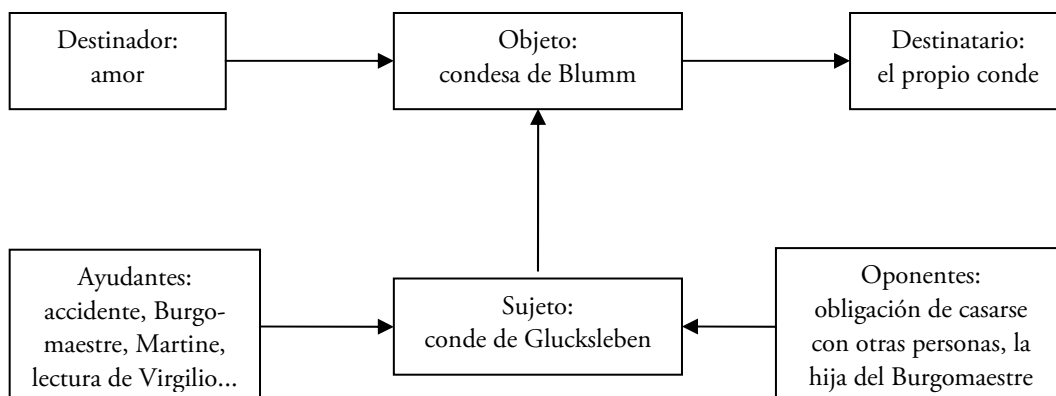 Destinador:
amor
Objeto:
condesa de Blumm
Destinatario:
el propio conde
Ayudantes:
accidente, Burgo-
maestre, Martine,
lectura de Virgilio...
Sujeto:
conde de Glucksleben
Oponentes:
obligación de casarse
con otras personas, la
hija del Burgomaestre